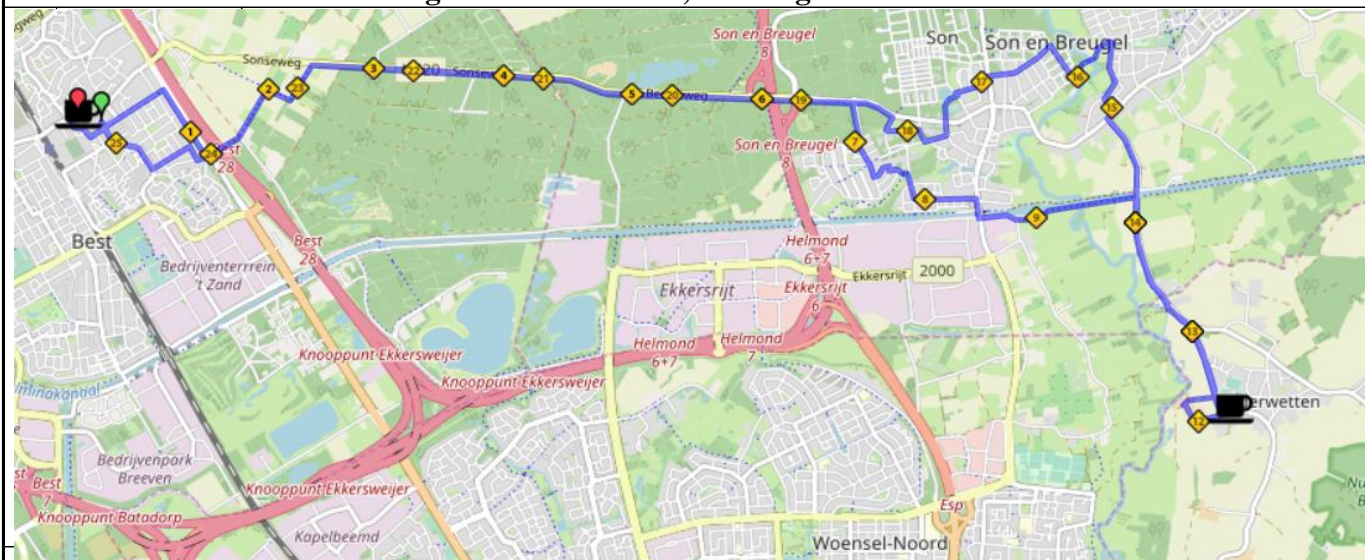 Son en Breugel
8
Son
Son en Breugel
Sonseweg
2
23
3
22
20
4
21
5
20
6
19
17
16
15
1
25
24
Best
28
Son en Breugel
8
7
18
8
9
14
Best
Best
28
Bedrijventerrrein
't Zand
Helmond
6+7
Ekkersrijt
2000
Ekkersrijt
Ekkersrijt
6
13
Knooppunt Ekkersweijer
Helmond
6+7
Helmond
7
Knooppunt Ekkersweijer
12
erwetten
Bedrijvenpark
Breeven
Best
7
Knooppunt Ekkersweijer
Knooppunt Batadorp
Kapelbeemd
Esp
Woensel-Noord